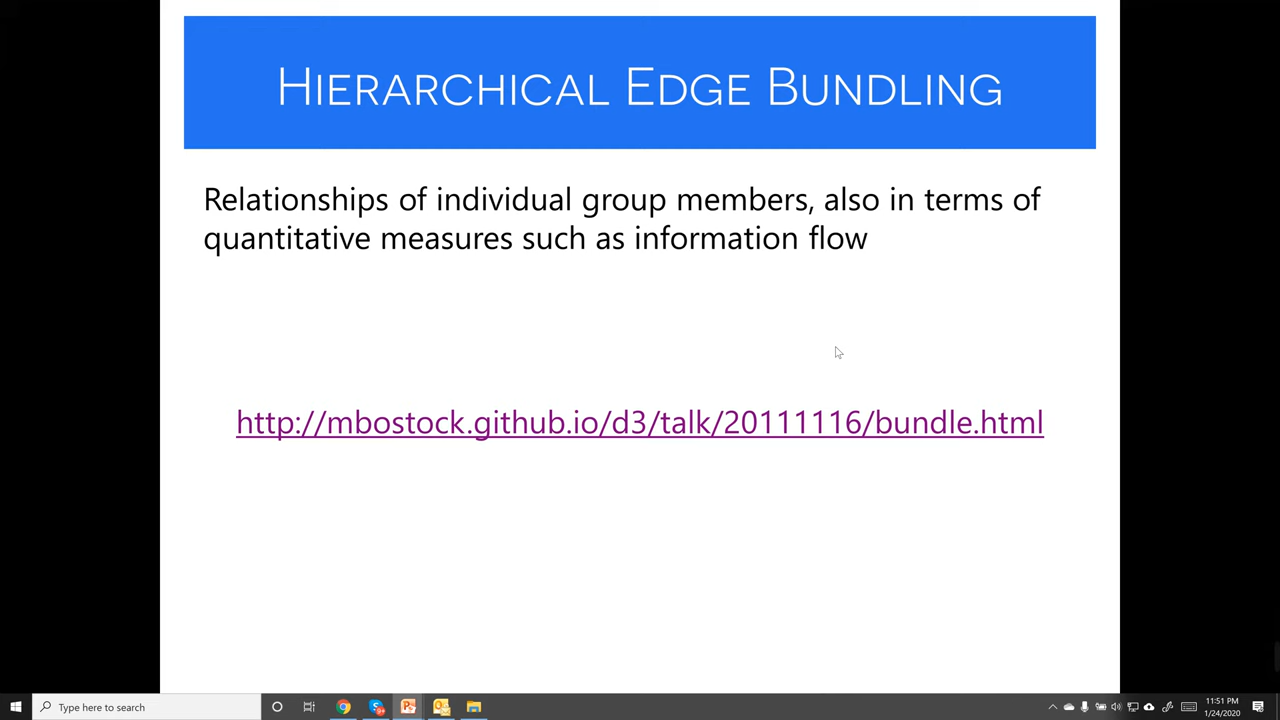 Hierarchical Edge Bundling
Relationships of individual group members, also in terms of
quantitative measures such as information flow
http://mbostock.github.io/d3/talk/20111116/bundle.html
Type here to search
11:51 PM
1/24/2020